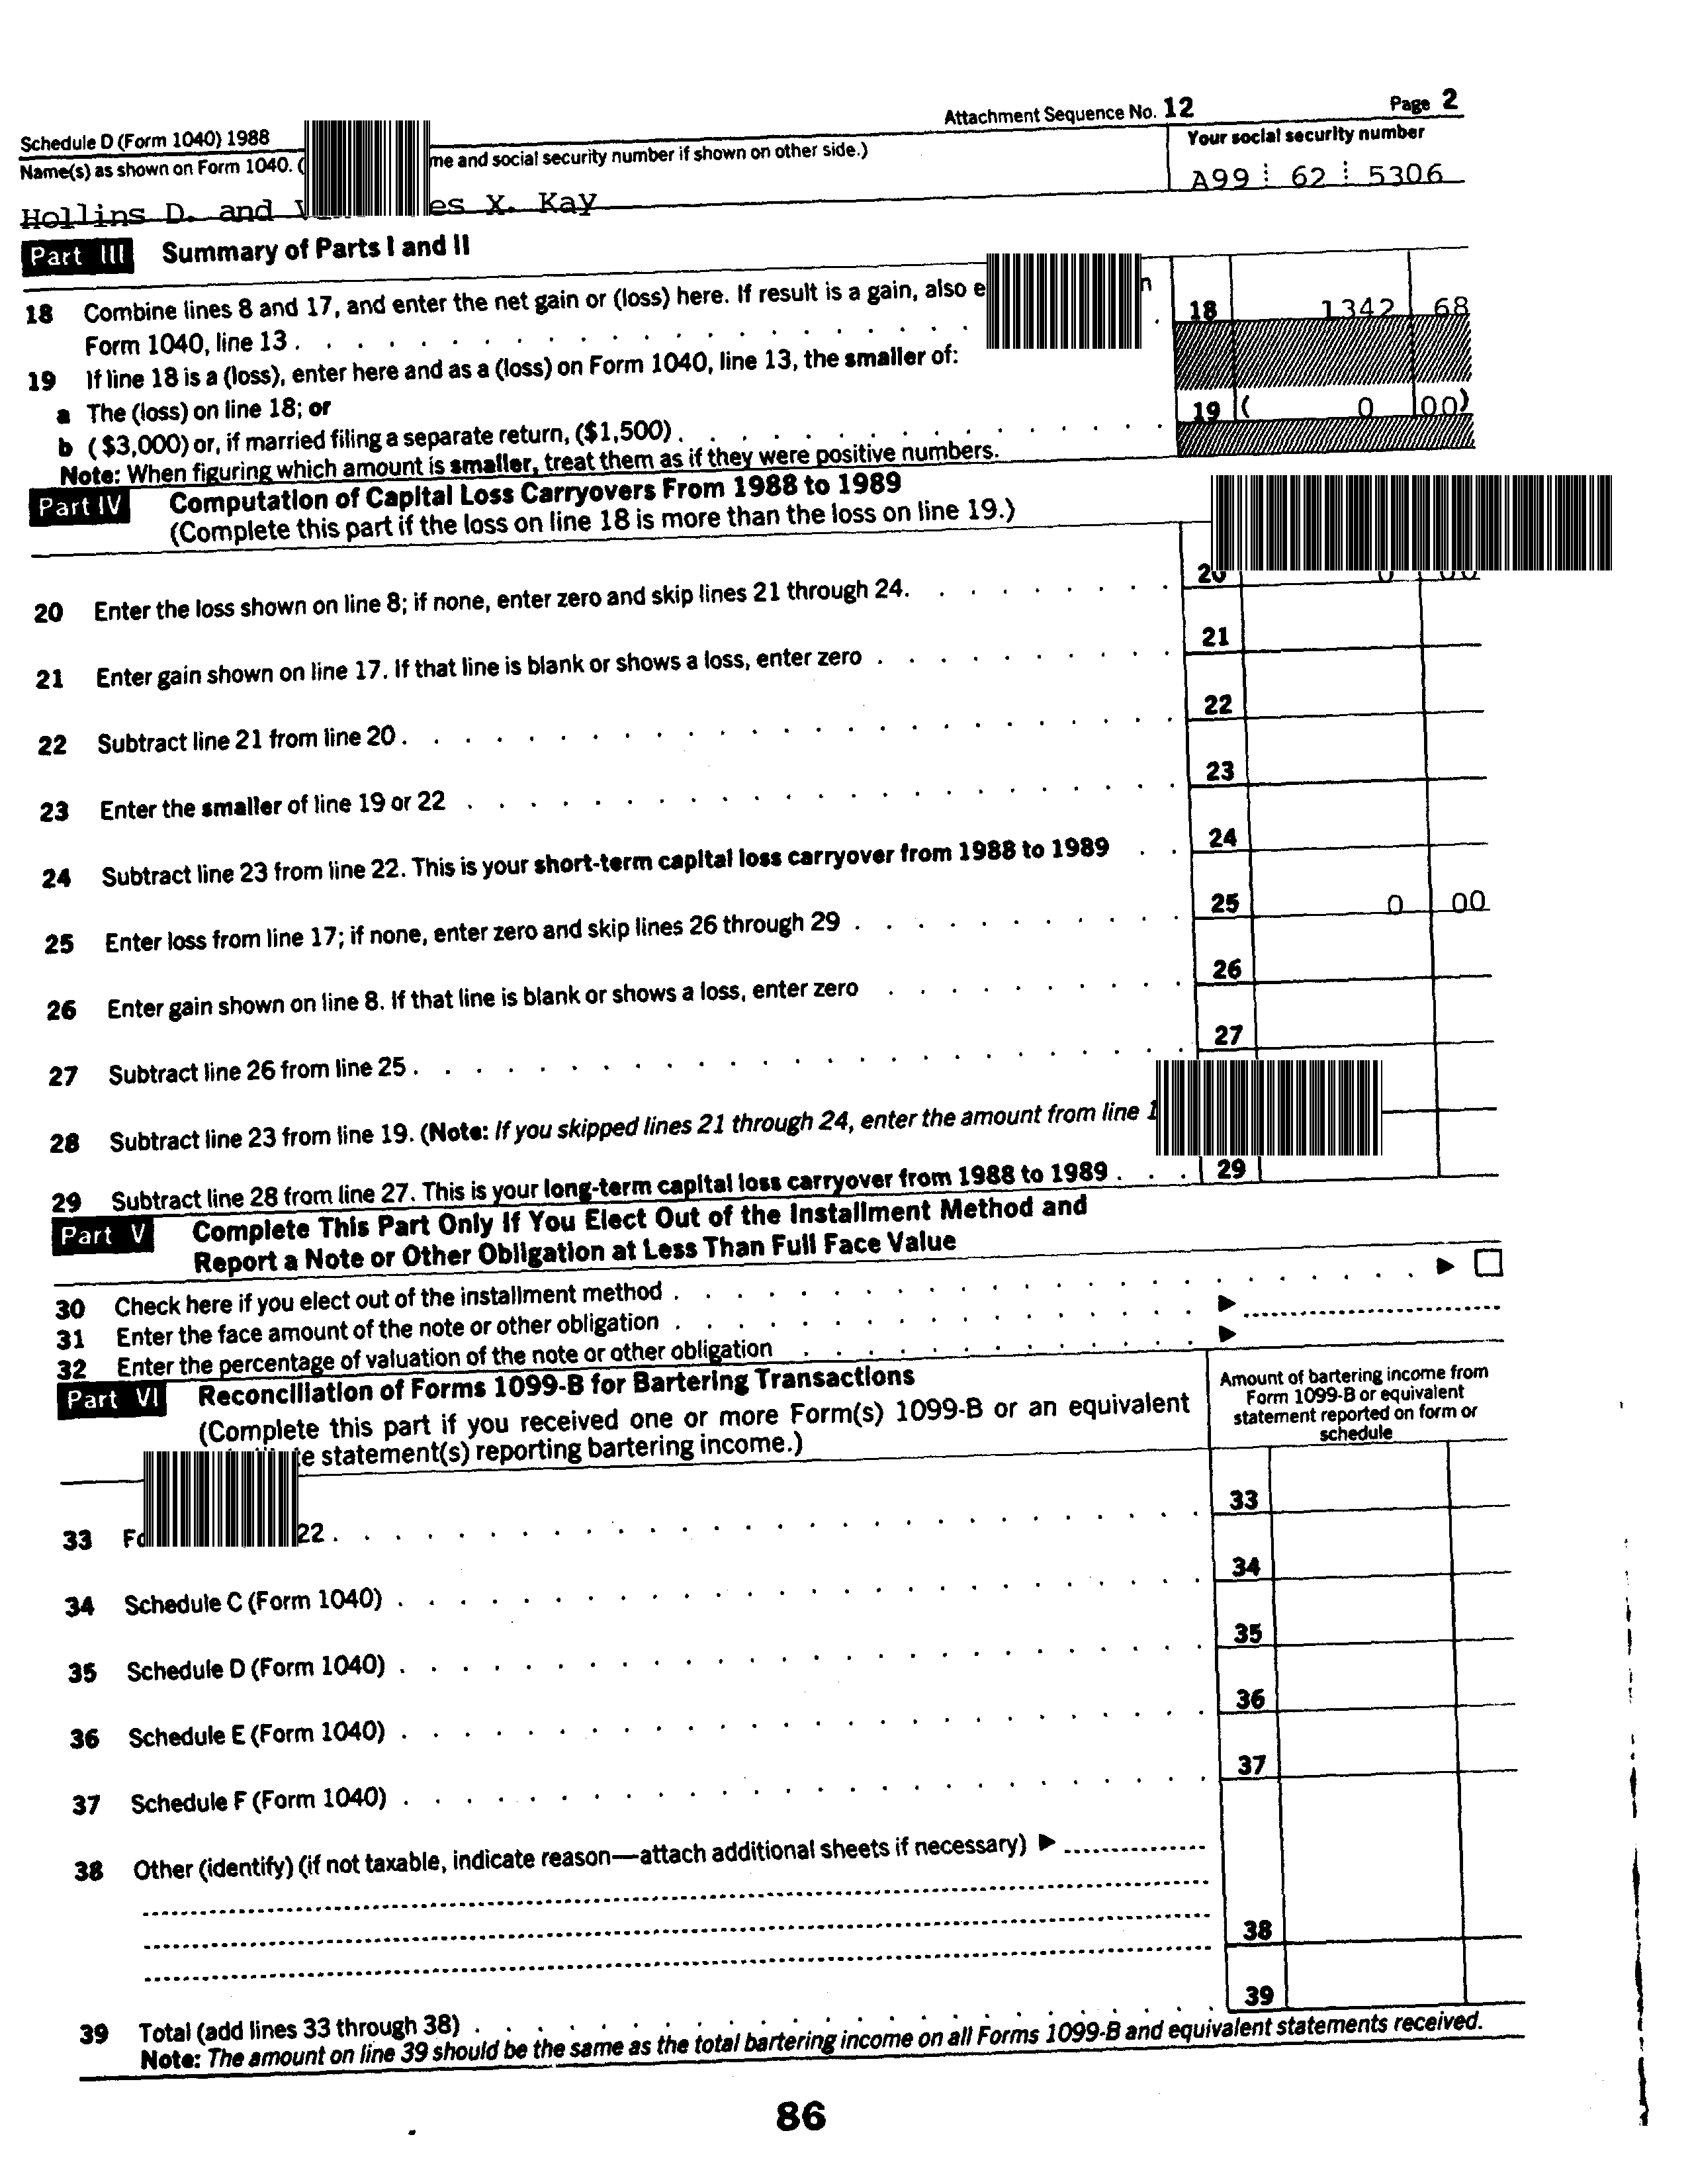 Attachment Sequence No. 12 Page 2
Schedule D (Form 1040) 1988
Name(s) as shown on Form 1040. ( me and social security number if shown on other side.) Your social security number
Hollins D. and es X. Kay A99 62 5306
Part III Summary of Parts I and II
18 Combine lines 8 and 17, and enter the net gain or (loss) here. If result is a gain, also
Form 1040, line 13 . 18 1342 68
19 If line 18 is a (loss), enter here and as a (loss) on Form 1040, line 13, the smaller of:
a The (loss) on line 18; or
b ($3,000) or, if married filing a separate return, ($1,500) . 19 ( 0 00)
Note: When figuring which amount is smaller, treat them as if they were positive numbers.
Part IV Computation of Capital Loss Carryovers From 1988 to 1989
(Complete this part if the loss on line 18 is more than the loss on line 19.)
20 Enter the loss shown on line 8; if none, enter zero and skip lines 21 through 24. 20
21 Enter gain shown on line 17. If that line is blank or shows a loss, enter zero . 21
22 Subtract line 21 from line 20 . 22
23 Enter the smaller of line 19 or 22 . 23
24 Subtract line 23 from line 22. This is your short-term capital loss carryover from 1988 to 1989 . 24
25 Enter loss from line 17; if none, enter zero and skip lines 26 through 29 . 25 0 00
26 Enter gain shown on line 8. If that line is blank or shows a loss, enter zero . 26
27 Subtract line 26 from line 25 . 27
28 Subtract line 23 from line 19. (Note: If you skipped lines 21 through 24, enter the amount from line
29 Subtract line 28 from line 27. This is your long-term capital loss carryover from 1988 to 1989 . 29
Part V Complete This Part Only If You Elect Out of the Installment Method and
Report a Note or Other Obligation at Less Than Full Face Value
30 Check here if you elect out of the installment method .
31 Enter the face amount of the note or other obligation .
32 Enter the percentage of valuation of the note or other obligation .
Part VI Reconciliation of Forms 1099-B for Bartering Transactions
(Complete this part if you received one or more Form(s) 1099-B or an equivalent
statement(s) reporting bartering income.)
Amount of bartering income from
Form 1099-B or equivalent
statement reported on form or
schedule
33 22 . 33
34 Schedule C (Form 1040) . 34
35 Schedule D (Form 1040) . 35
36 Schedule E (Form 1040) . 36
37 Schedule F (Form 1040) . 37
38 Other (identify) (if not taxable, indicate reason—attach additional sheets if necessary) 38
39 Total (add lines 33 through 38) . 39
Note: The amount on line 39 should be the same as the total bartering income on all Forms 1099-B and equivalent statements received.
86